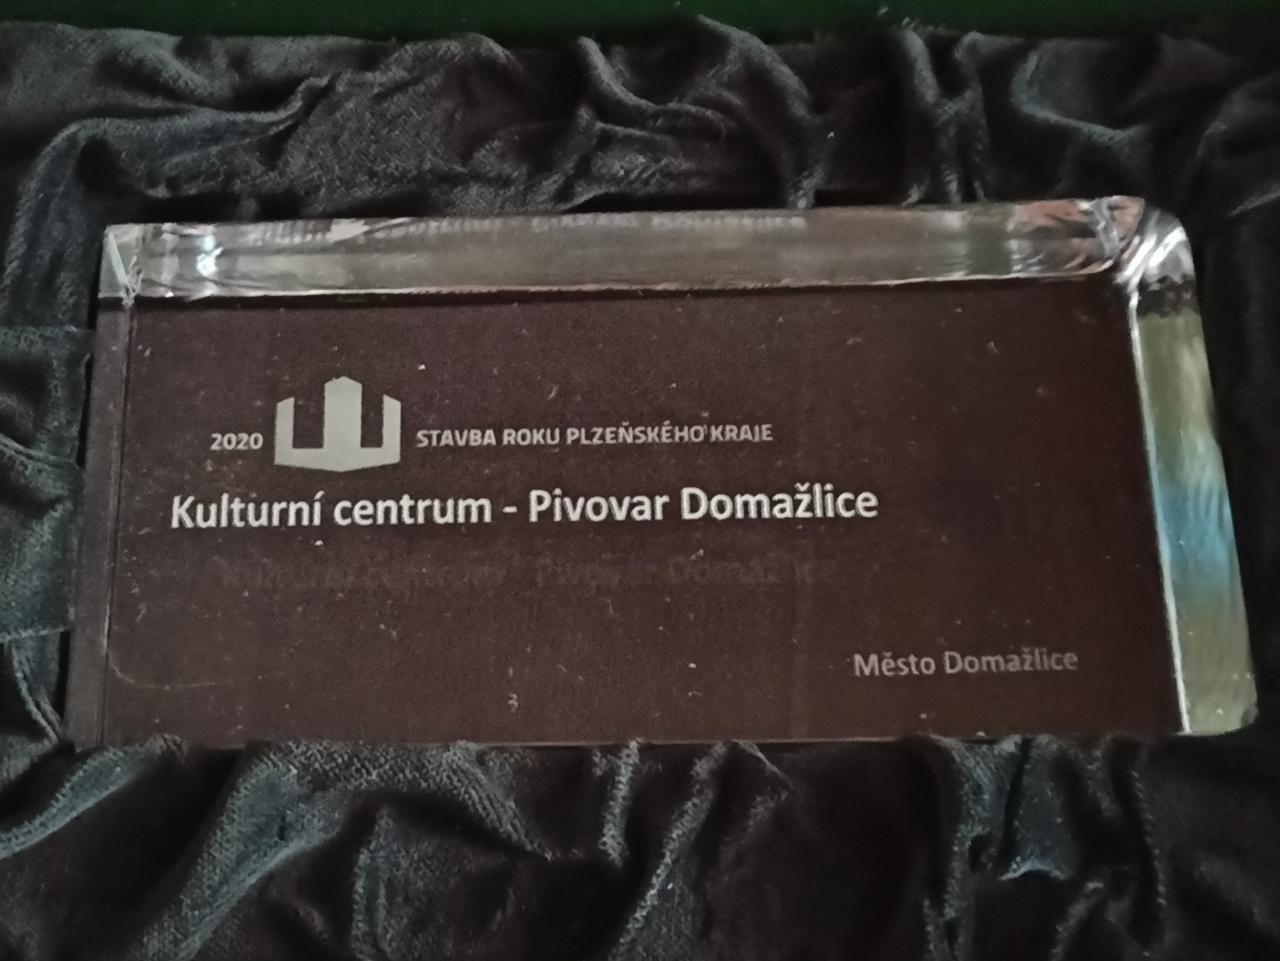 2020 STAVBA ROKU PLZEŇSKÉHO KRAJE
Kulturní centrum - Pivovar Domažlice
Město Domažlice